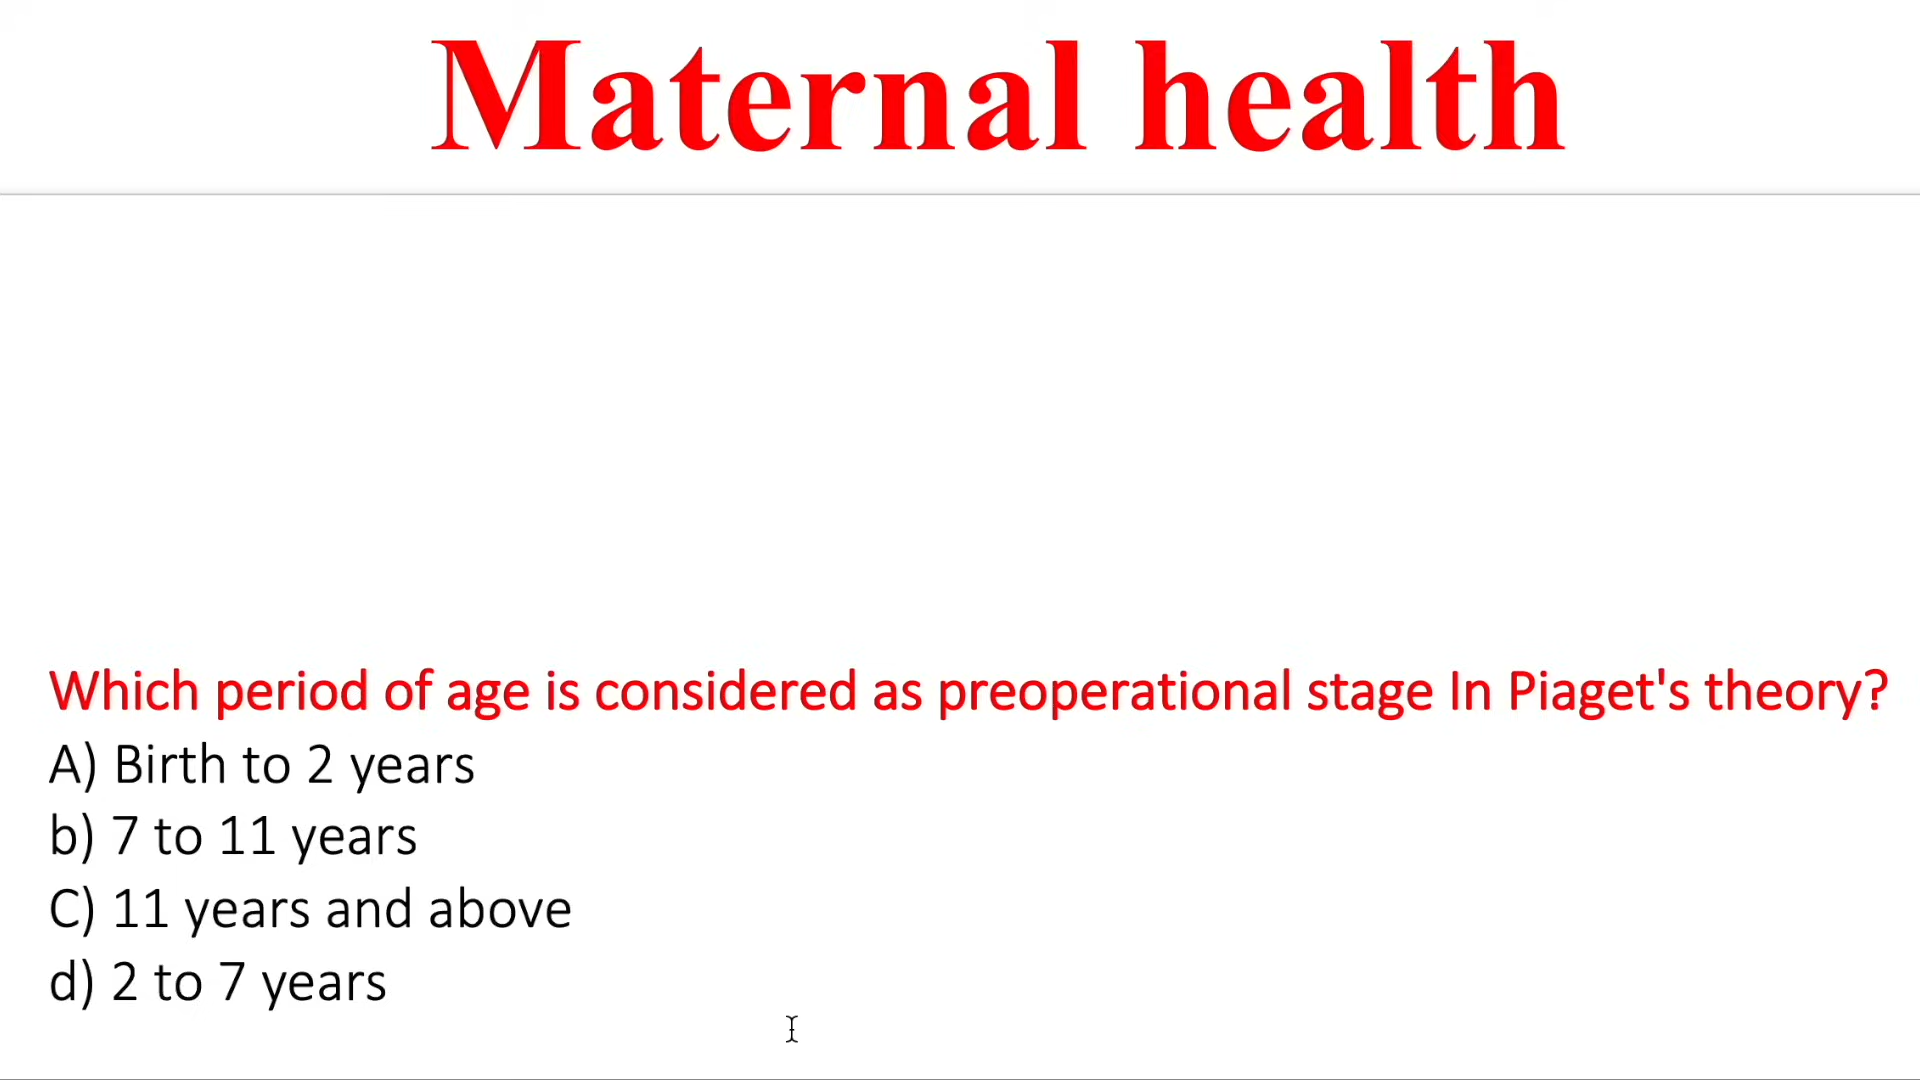 Maternal health
Which period of age is considered as preoperational stage In Piaget's theory?
A) Birth to 2 years
b) 7 to 11 years
C) 11 years and above
d) 2 to 7 years